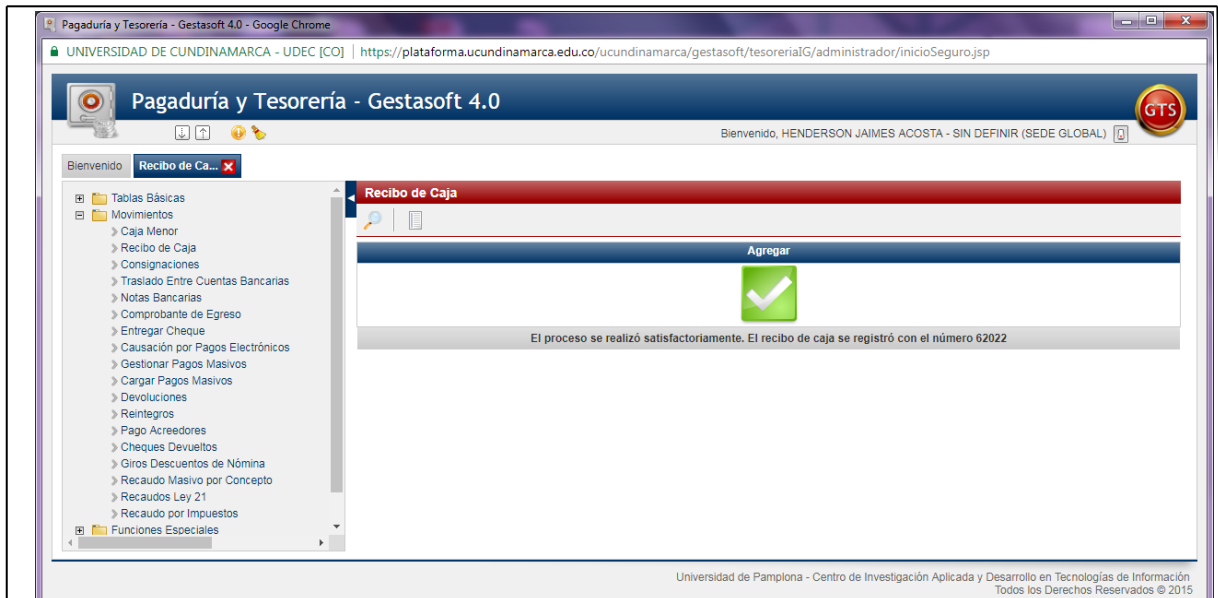 Pagaduría y Tesorería - Gestasoft 4.0 - Google Chrome
UNIVERSIDAD DE CUNDINAMARCA - UDEC [CO] | https://plataforma.ucundinamarca.edu.co/ucundinamarca/gestasoft/tesoreriaIG/administrador/inicioSeguro.jsp
Pagaduría y Tesorería - Gestasoft 4.0
GTS
Bienvenido, HENDERSON JAIMES ACOSTA - SIN DEFINIR (SEDE GLOBAL)
Bienvenido
Recibo de Ca...
Tablas Básicas
Movimientos
Caja Menor
Recibo de Caja
Consignaciones
Traslado Entre Cuentas Bancarias
Notas Bancarias
Comprobante de Egreso
Entregar Cheque
Causación por Pagos Electrónicos
Gestionar Pagos Masivos
Cargar Pagos Masivos
Devoluciones
Reintegros
Pago Acreedores
Cheques Devueltos
Giros Descuentos de Nómina
Recaudo Masivo por Concepto
Recaudos Ley 21
Recaudo por Impuestos
Funciones Especiales
Recibo de Caja
Agregar
El proceso se realizó satisfactoriamente. El recibo de caja se registró con el número 62022
Universidad de Pamplona - Centro de Investigación Aplicada y Desarrollo en Tecnologías de Información
Todos los Derechos Reservados © 2015